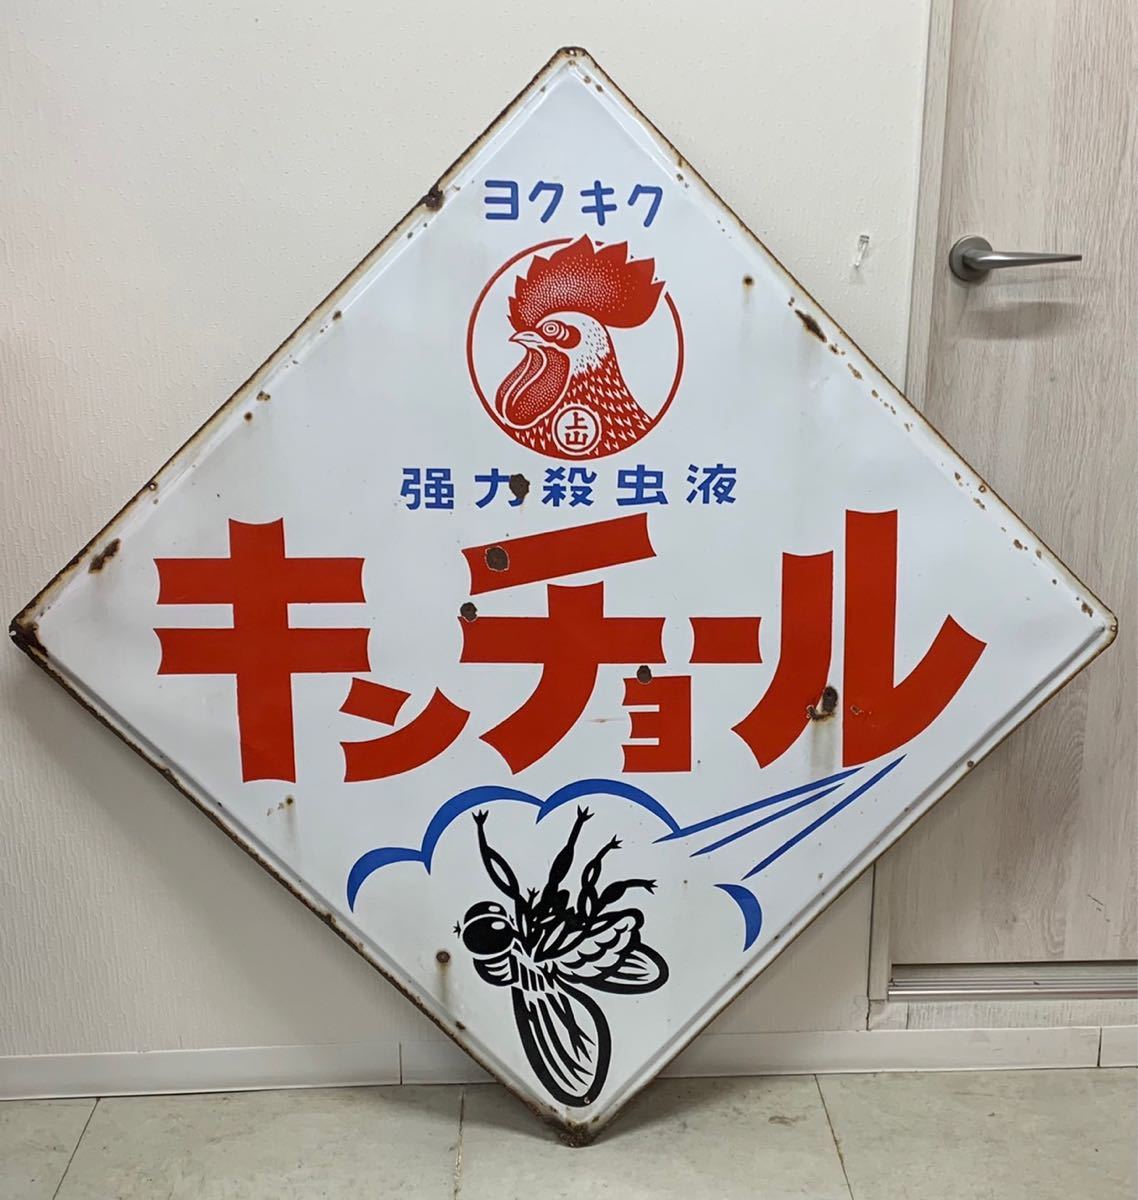 ヨクキク
上山
强力殺虫液
キンチョール